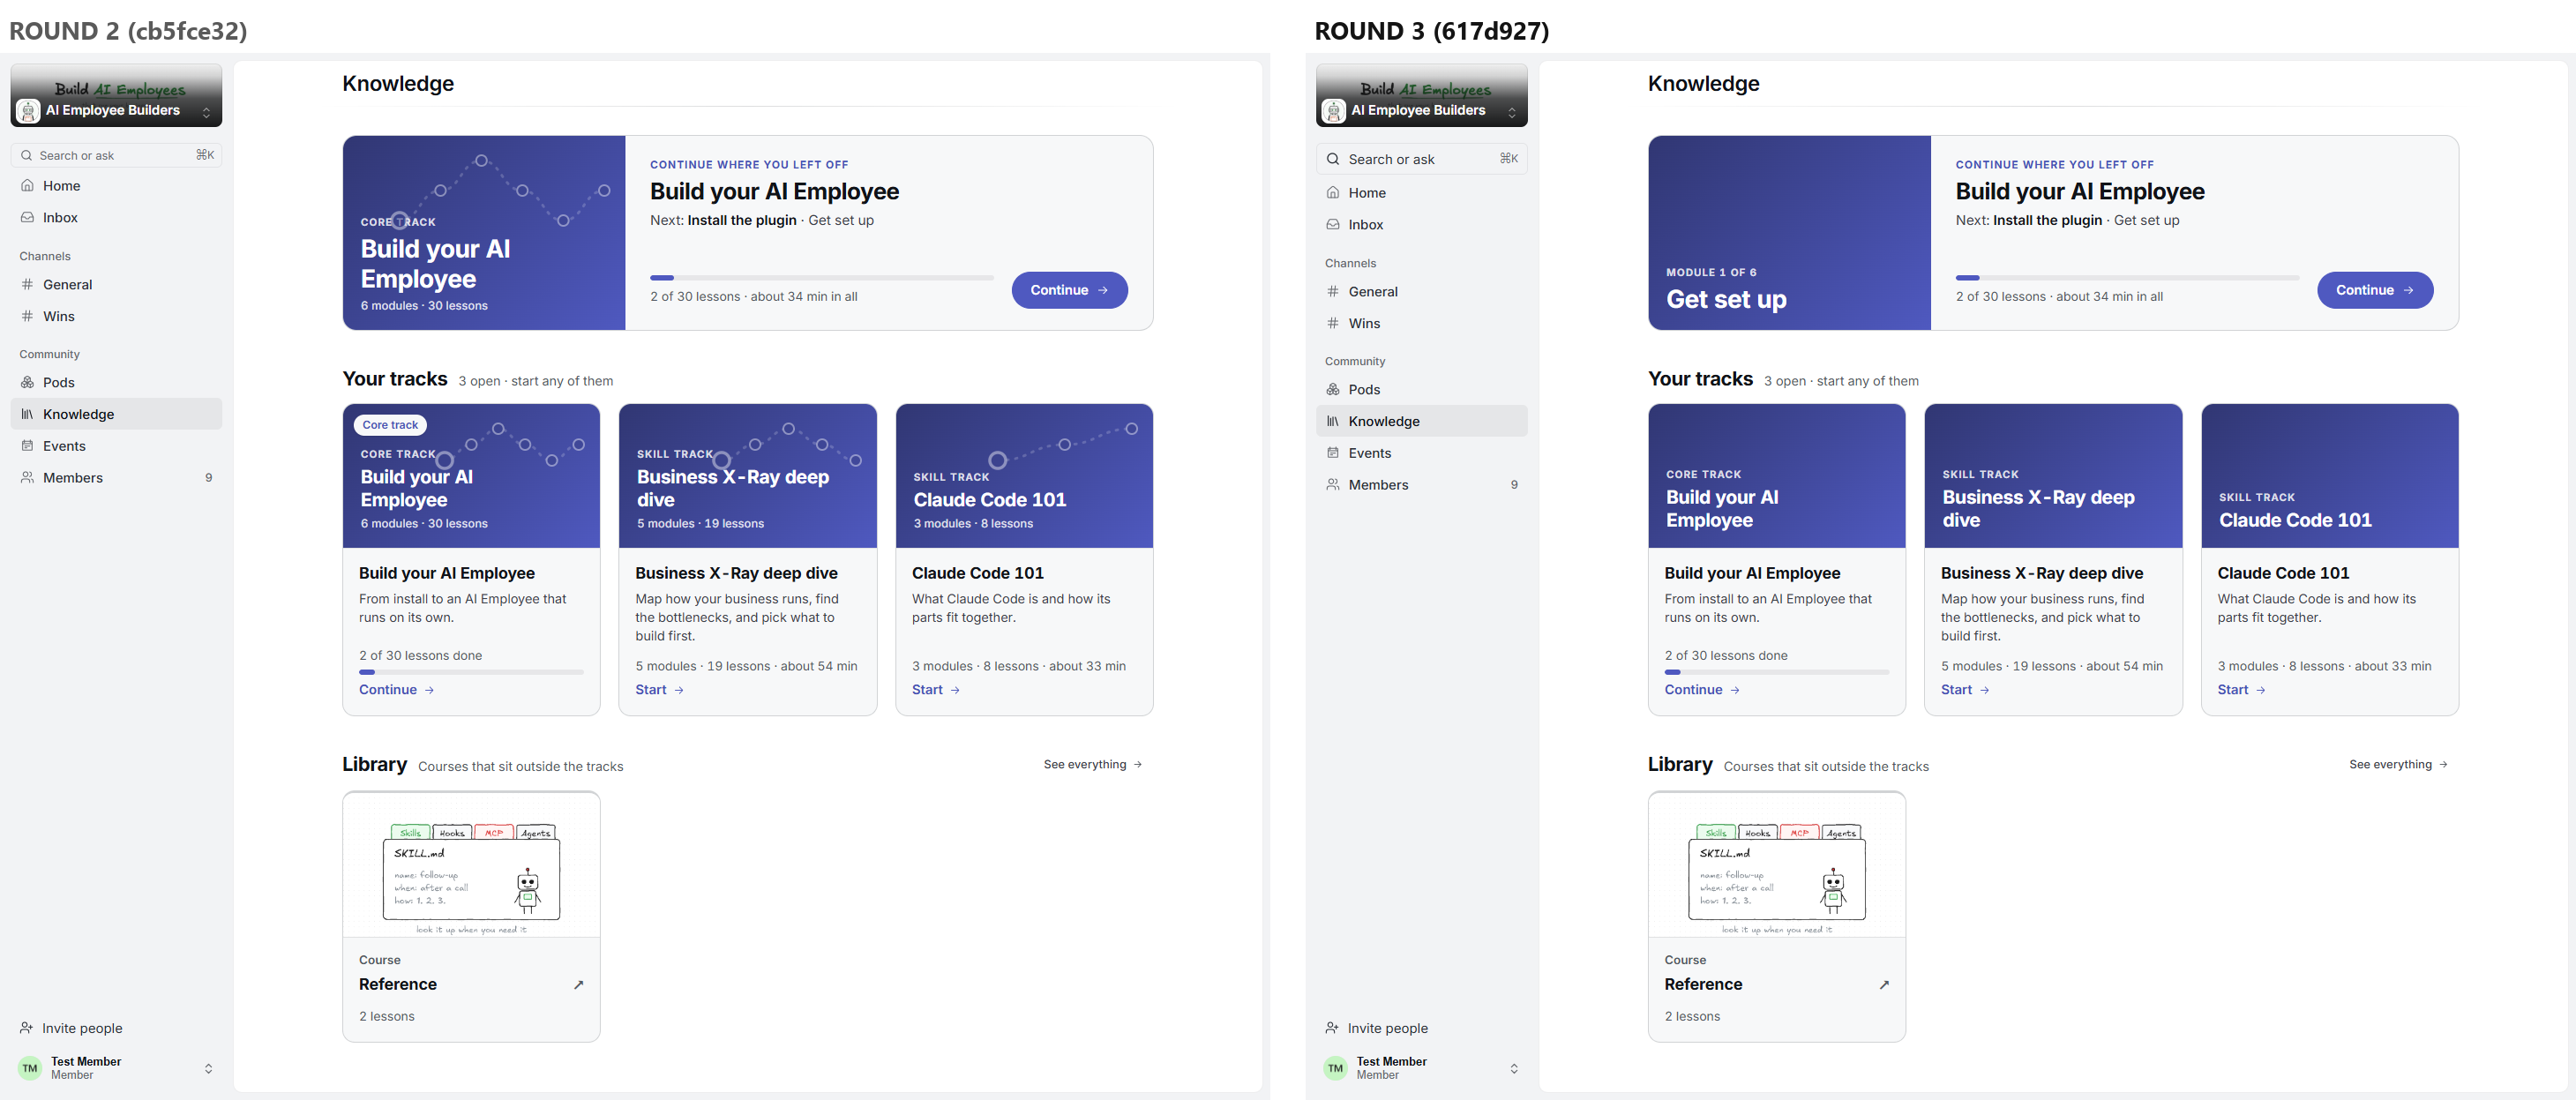 ROUND 2 (cb5fce32)
Build AI Employees
AI Employee Builders
Search or ask ⌘K
Home
Inbox
Channels
# General
# Wins
Community
Pods
Knowledge
Events
Members 9
Invite people
TM
Test Member
Member
Knowledge
CORE TRACK
Build your AI
Employee
6 modules · 30 lessons
CONTINUE WHERE YOU LEFT OFF
Build your AI Employee
Next: Install the plugin · Get set up
2 of 30 lessons · about 34 min in all
Continue →
Your tracks 3 open · start any of them
Core track
CORE TRACK
Build your AI
Employee
6 modules · 30 lessons
Build your AI Employee
From install to an AI Employee that
runs on its own.
2 of 30 lessons done
Continue →
SKILL TRACK
Business X-Ray deep
dive
5 modules · 19 lessons
Business X-Ray deep dive
Map how your business runs, find
the bottlenecks, and pick what to
build first.
5 modules · 19 lessons · about 54 min
Start →
SKILL TRACK
Claude Code 101
3 modules · 8 lessons
Claude Code 101
What Claude Code is and how its
parts fit together.
3 modules · 8 lessons · about 33 min
Start →
Library Courses that sit outside the tracks
See everything →
Skills Hooks MCP Agents
SKILL.md
name: follow-up
when: after a call
how: 1. 2. 3.
look it up when you need it
Course
Reference ↗
2 lessons
ROUND 3 (617d927)
Build AI Employees
AI Employee Builders
Search or ask ⌘K
Home
Inbox
Channels
# General
# Wins
Community
Pods
Knowledge
Events
Members 9
Invite people
TM
Test Member
Member
Knowledge
MODULE 1 OF 6
Get set up
CONTINUE WHERE YOU LEFT OFF
Build your AI Employee
Next: Install the plugin · Get set up
2 of 30 lessons · about 34 min in all
Continue →
Your tracks 3 open · start any of them
CORE TRACK
Build your AI
Employee
Build your AI Employee
From install to an AI Employee that
runs on its own.
2 of 30 lessons done
Continue →
SKILL TRACK
Business X-Ray deep
dive
Business X-Ray deep dive
Map how your business runs, find
the bottlenecks, and pick what to
build first.
5 modules · 19 lessons · about 54 min
Start →
SKILL TRACK
Claude Code 101
Claude Code 101
What Claude Code is and how its
parts fit together.
3 modules · 8 lessons · about 33 min
Start →
Library Courses that sit outside the tracks
See everything →
Skills Hooks MCP Agents
SKILL.md
name: follow-up
when: after a call
how: 1. 2. 3.
look it up when you need it
Course
Reference ↗
2 lessons